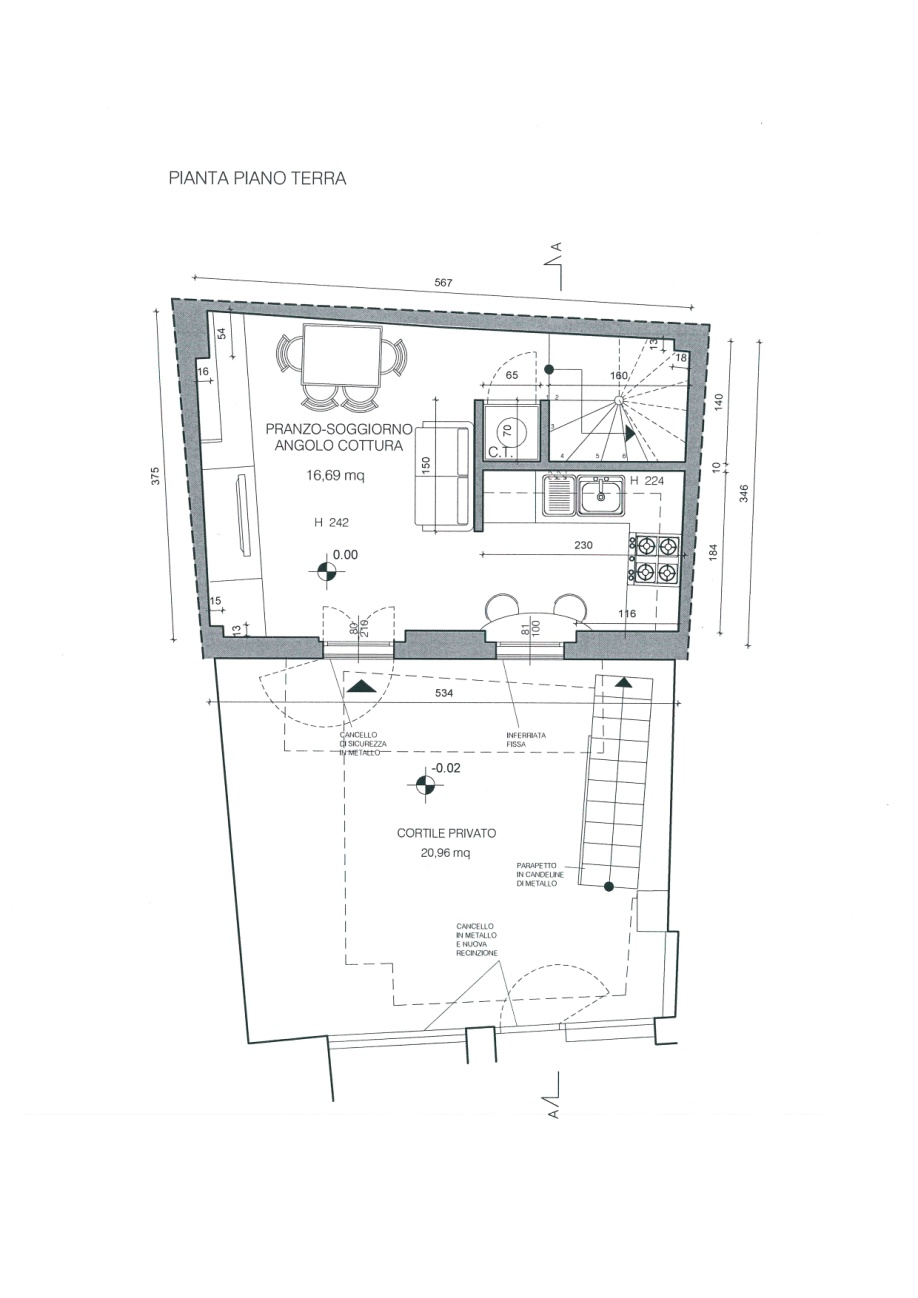 PIANTA PIANO TERRA
A
567
54
13
18
16
65
160
140
2
3
70
PRANZO-SOGGIORNO
ANGOLO COTTURA
C.T.
4
5
6
150
10
375
16,69 mq
H 224
346
H 242
230
184
0.00
15
13
80
210
81
100
116
534
CANCELLO
DI SICUREZZA
IN METALLO
INFERRIATA
FISSA
-0.02
CORTILE PRIVATO
20,96 mq
PARAPETTO
IN CANDELINE
DI METALLO
CANCELLO
IN METALLO
E NUOVA
RECINZIONE
A